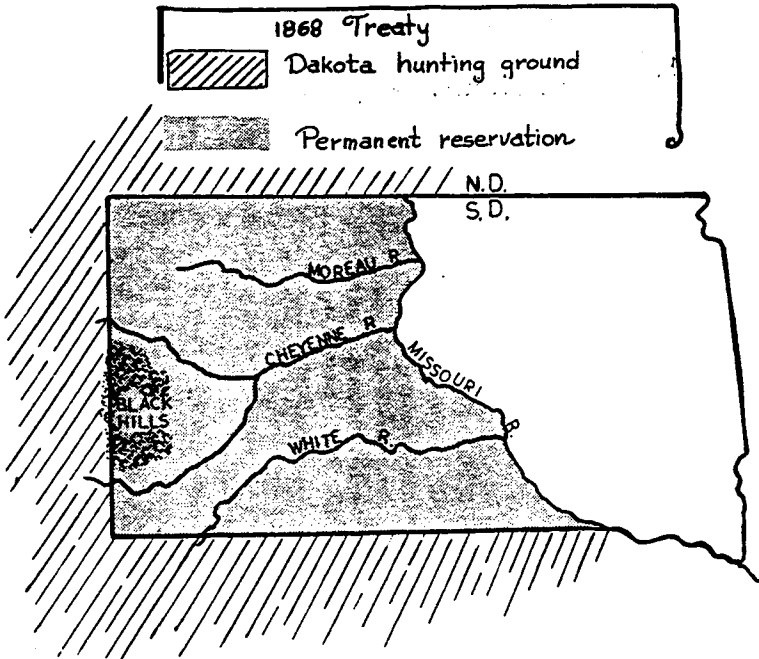 1868 Treaty
Dakota hunting ground
Permanent reservation
N.D.
S.D.
MOREAU R.
CHEYENNE R.
MISSOURI R.
BLACK
HILLS
WHITE R.